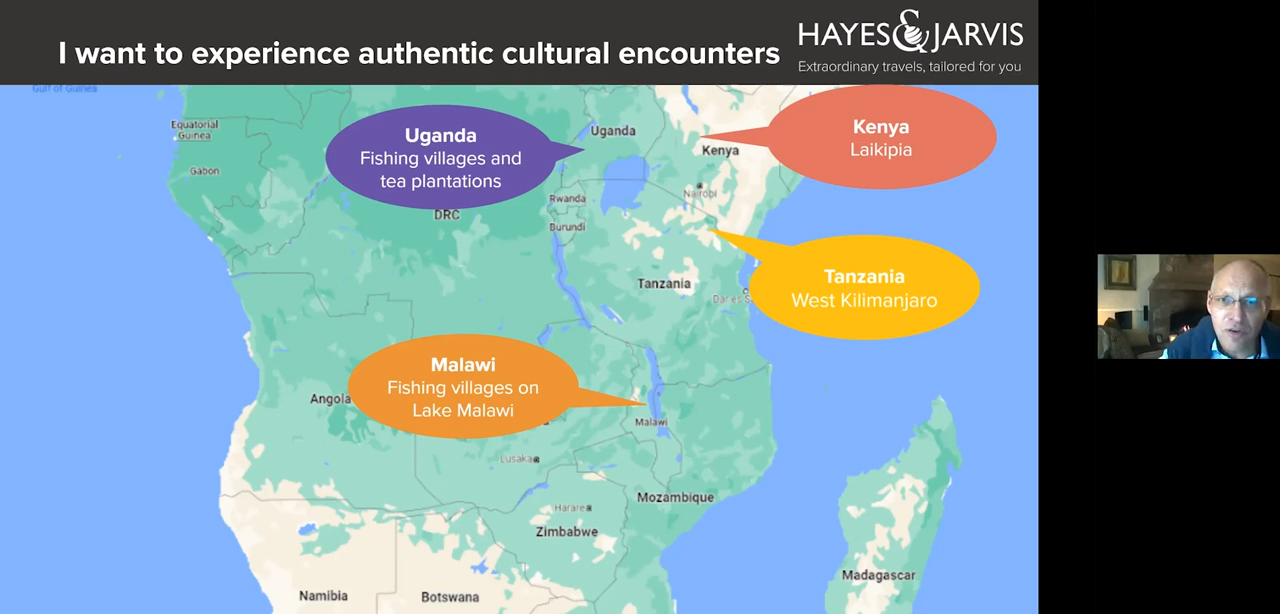 I want to experience authentic cultural encounters
HAYES & JARVIS
Extraordinary travels, tailored for you
Gulf of Guinea
Equatorial
Guinea
Gabon
Uganda
Fishing villages and
tea plantations
DRC
Uganda
Kenya
Nairobi
Kenya
Laikipia
Rwanda
Burundi
Tanzania
Dar es S
Tanzania
West Kilimanjaro
Malawi
Fishing villages on
Lake Malawi
Angola
Malawi
Lusaka
Harare
Mozambique
Zimbabwe
Madagascar
Namibia
Botswana